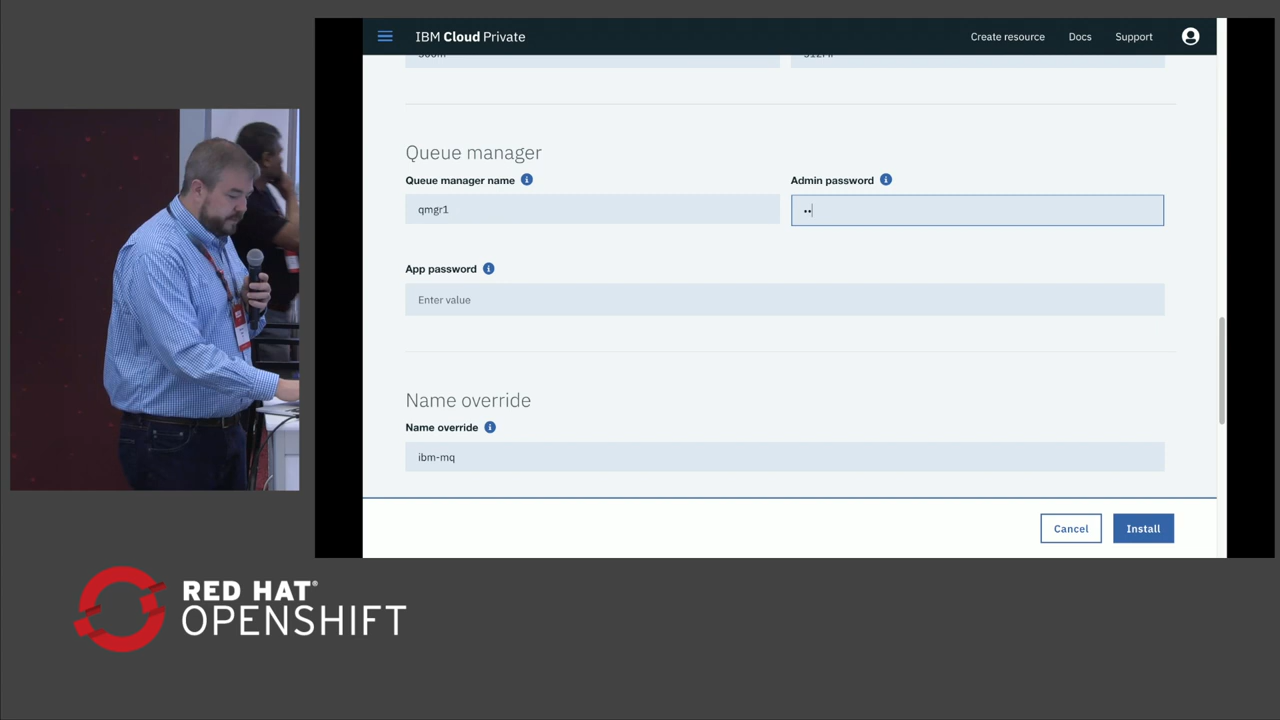 IBM Cloud Private
Create resource
Docs
Support
Queue manager
Queue manager name
Admin password
qmgr1
••
App password
Enter value
Name override
Name override
ibm-mq
Cancel
Install
RED HAT®
OPENSHIFT